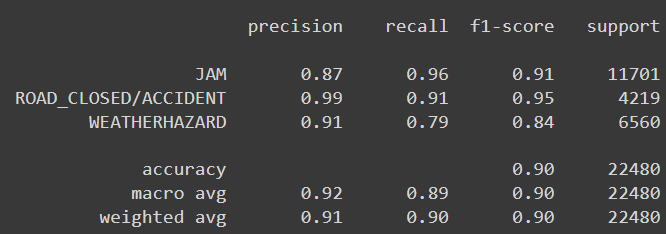 precision recall f1-score support
JAM 0.87 0.96 0.91 11701
ROAD_CLOSED/ACCIDENT 0.99 0.91 0.95 4219
WEATHERHAZARD 0.91 0.79 0.84 6560
accuracy 0.90 22480
macro avg 0.92 0.89 0.90 22480
weighted avg 0.91 0.90 0.90 22480